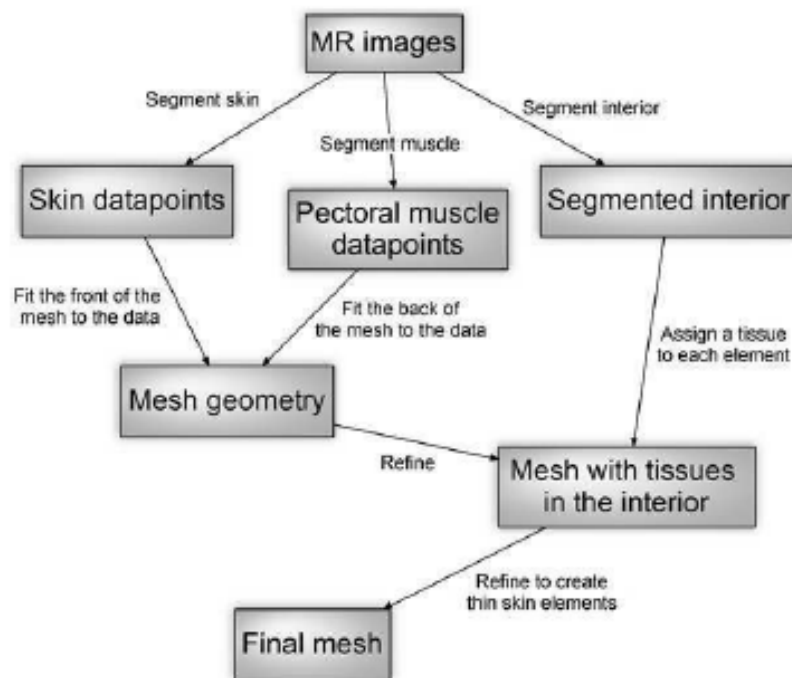 MR images
Segment skin
Segment muscle
Segment interior
Skin datapoints
Pectoral muscle
datapoints
Segmented interior
Fit the front of the
mesh to the data
Fit the back of
the mesh to the data
Assign a tissue
to each element
Mesh geometry
Refine
Mesh with tissues
in the interior
Refine to create
thin skin elements
Final mesh